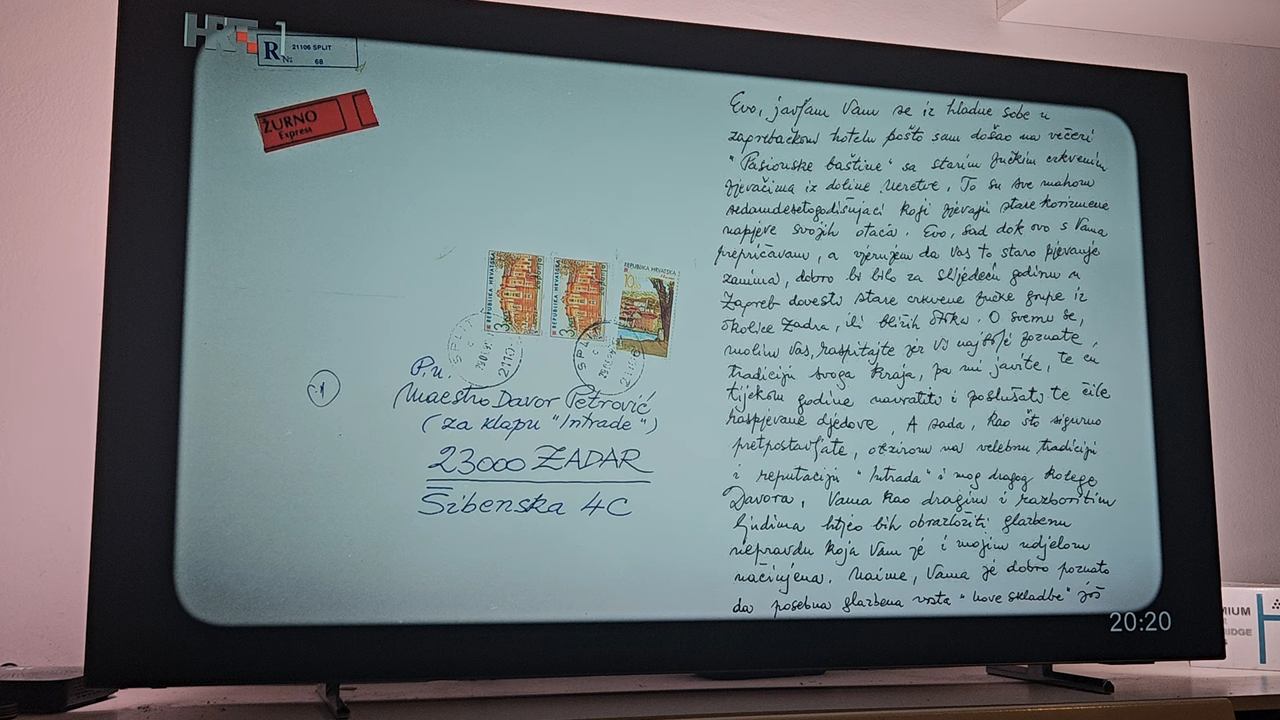 HRT 1
R
21106 SPLIT
No 68
ŽURNO
Express
REPUBLIKA HRVATSKA
REPUBLIKA HRVATSKA
REPUBLIKA HRVATSKA
P.n.
Maestro Davor Petrović
(za klapu "Intrade")
23000 ZADAR
Šibenska 4C
Evo, javljam Vam se iz hladne sobe u
zagrebačkom hotelu pošto sam došao na večeri
"Pasionske baštine" sa starim pučkim crkvenim
pjevačima iz doline Neretve. To su sve mahom
sedamdesetogodišnjaci koji pjevaju stare korizmene
napjeve svojih otaca. Evo, sad dok ovo s Vama
prepričavam, a vjerujem da Vas to staro pjevanje
zanima, dobro bi bilo za slijedeću godinu u
Zagreb dovesti stare crkvene pučke grupe iz
okolice Zadra, ili bližih otoka. O svemu se,
molim Vas, raspitajte jer Vi najbolje poznate,
tradiciju svoga kraja, pa mi javite, te ću
tijekom godine navratiti i poslušati te čile
raspjevane djedove. A sada, kao što sigurno
pretpostavljate, obzirom na velebnu tradiciju
i reputaciju "Intrada" i mog dragog kolege
Davora, Vama kao dragim i razboritim
ljudima htjeo bih obrazložiti glazbenu
nepravdu koja Vam je i mojim udjelom
načinjena. Naime, Vama je dobro poznato
da posebna glazbena vrsta "nove skladbe" još
20:20